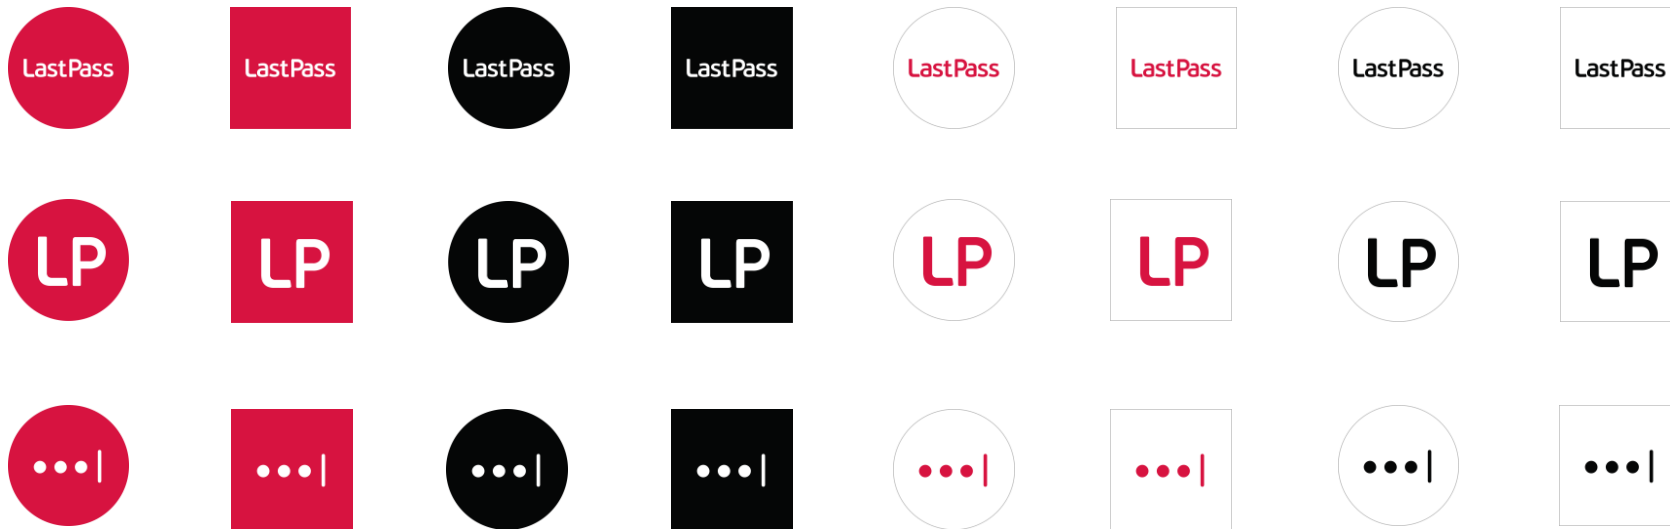 LastPass LastPass LastPass LastPass LastPass LastPass LastPass LastPass
LP LP LP LP LP LP LP LP
•••| •••| •••| •••| •••| •••| •••| •••|